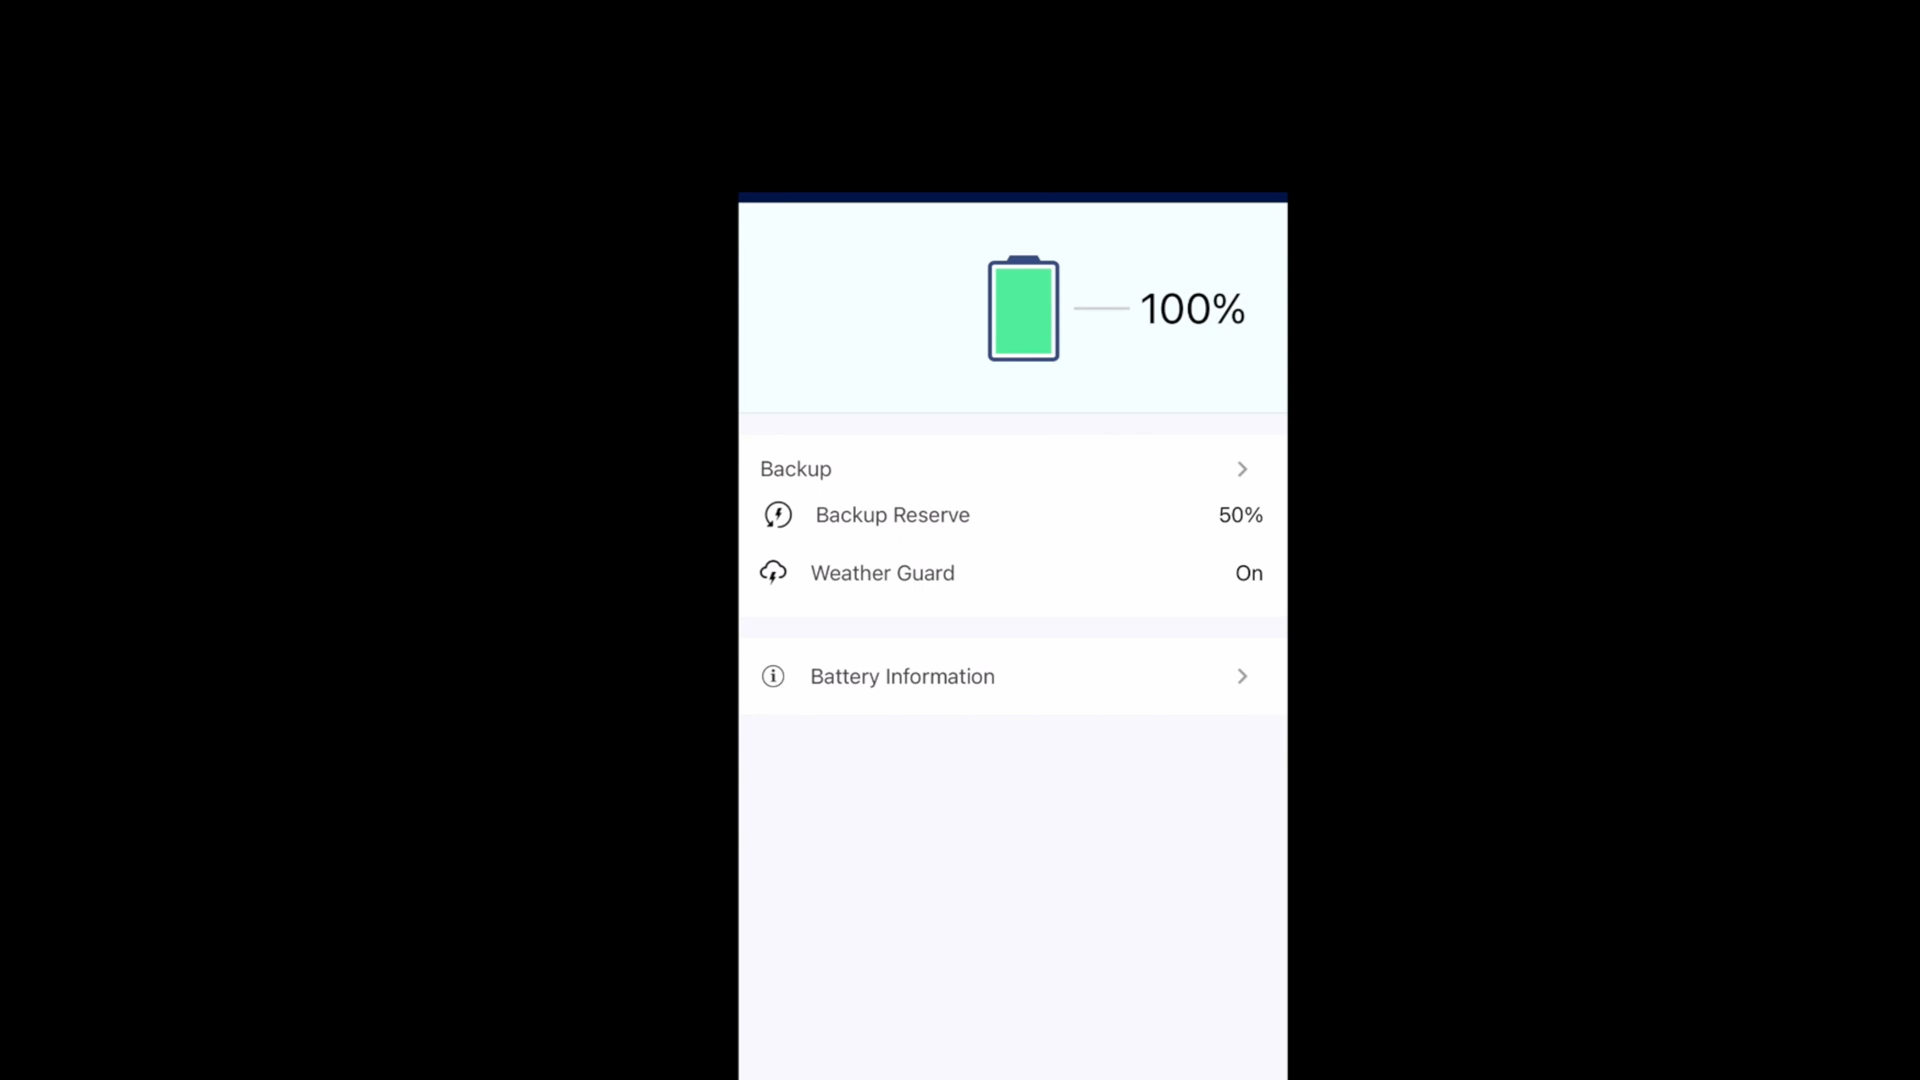 100%
Backup
Backup Reserve 50%
Weather Guard On
Battery Information